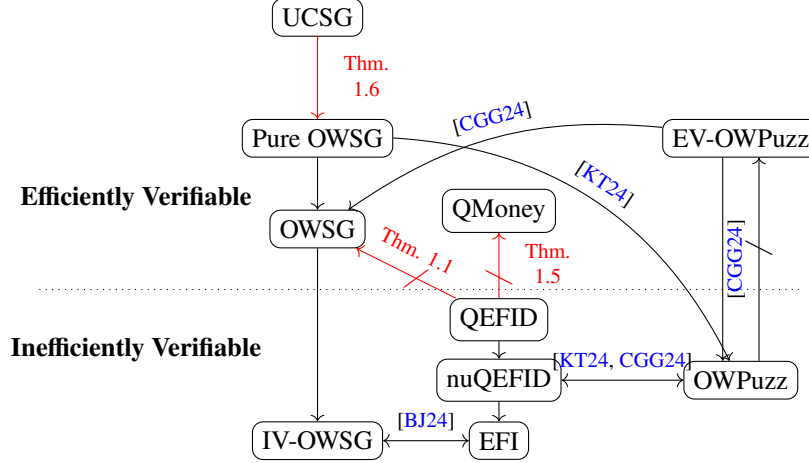 UCSG
Thm.
1.6
[CGG24]
Pure OWSG
EV-OWPuzz
[KT24]
Efficiently Verifiable
QMoney
OWSG
Thm. 1.1
Thm.
1.5
[CGG24]
QEFID
Inefficiently Verifiable
[KT24, CGG24]
nuQEFID
OWPuzz
[BJ24]
IV-OWSG
EFI